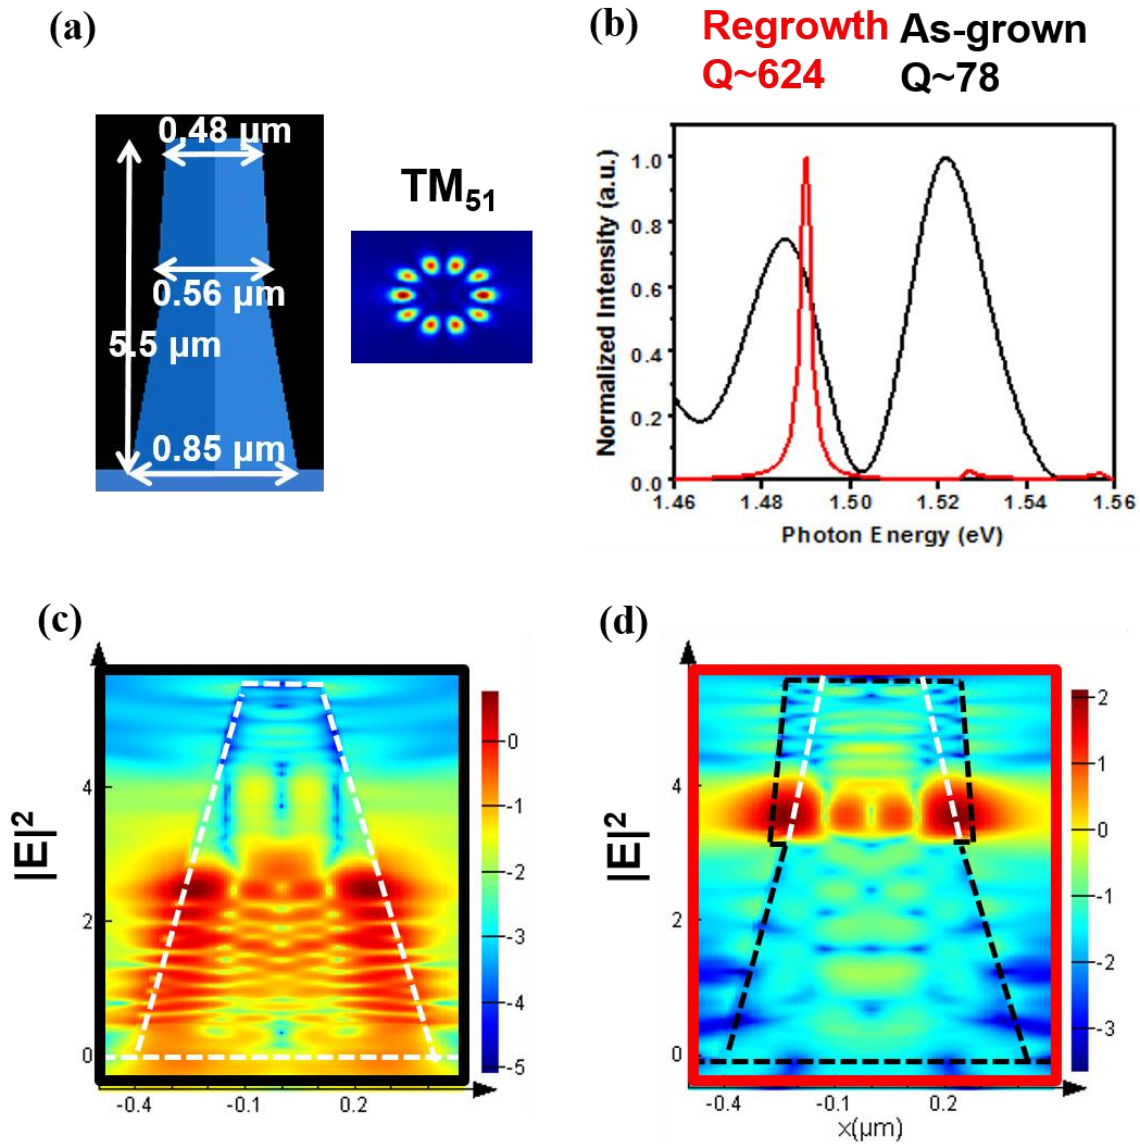 (a)
0.48 μm
0.56 μm
5.5 μm
0.85 μm
TM51
(b)
Regrowth As-grown
Q~624 Q~78
Normalized Intensity (a.u.)
1.0
0.8
0.6
0.4
0.2
0.0
1.46 1.48 1.50 1.52 1.54 1.56
Photon Energy (eV)
(c)
|E|2
4
2
0
-0.4 -0.1 0.2
0
-1
-2
-3
-4
-5
(d)
|E|2
4
2
0
-0.4 -0.1 0.2
x(μm)
2
1
0
-1
-2
-3